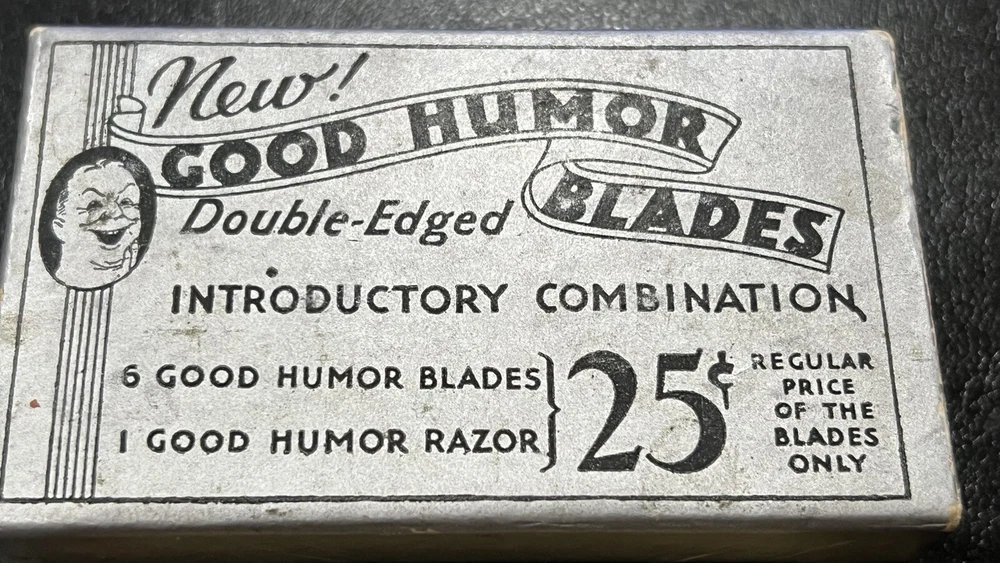 New!
GOOD HUMOR
BLADES
Double-Edged
INTRODUCTORY COMBINATION
6 GOOD HUMOR BLADES
1 GOOD HUMOR RAZOR
25¢
REGULAR
PRICE
OF THE
BLADES
ONLY